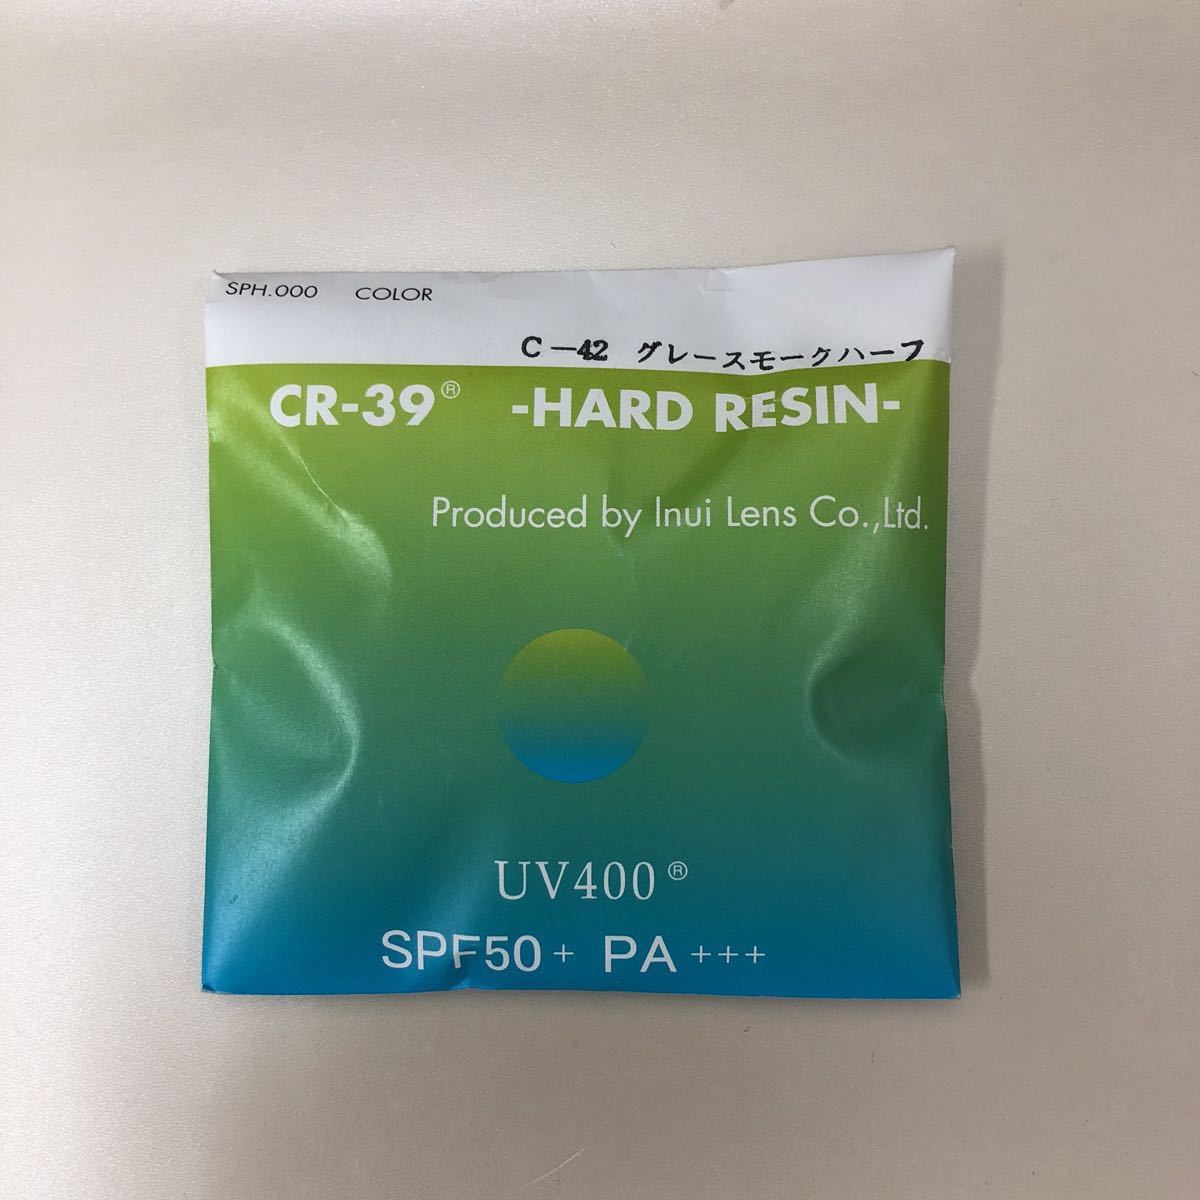 SPH.000 COLOR
C-42 グレースモークハーフ
CR-39® -HARD RESIN-
Produced by Inui Lens Co.,Ltd.
UV400®
SPF50+ PA+++